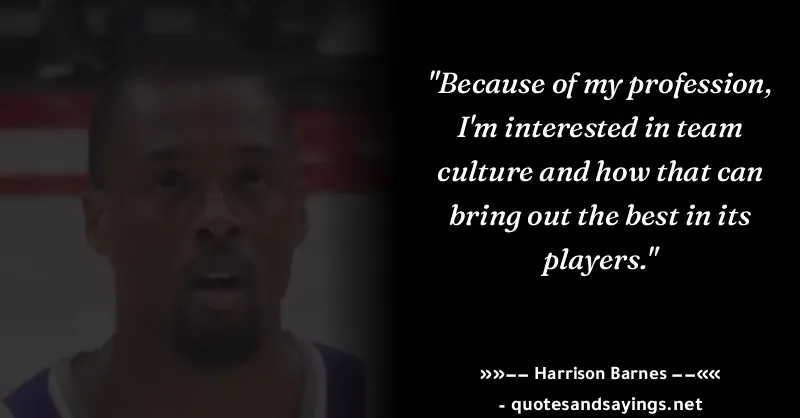 "Because of my profession,
I'm interested in team
culture and how that can
bring out the best in its
players."
»»–– Harrison Barnes ––««
- quotesandsayings.net